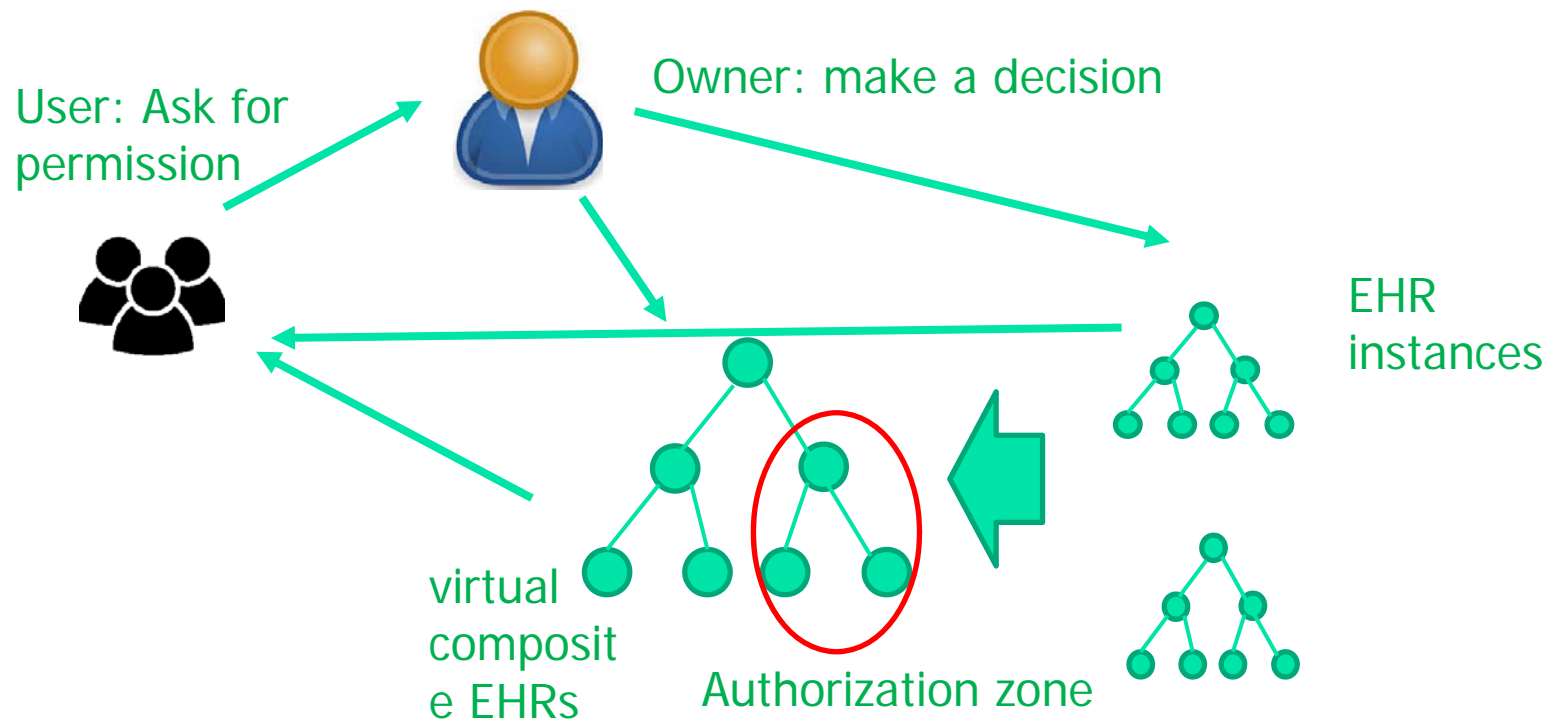 User: Ask for
permission
Owner: make a decision
EHR
instances
virtual
composit
e EHRs
Authorization zone